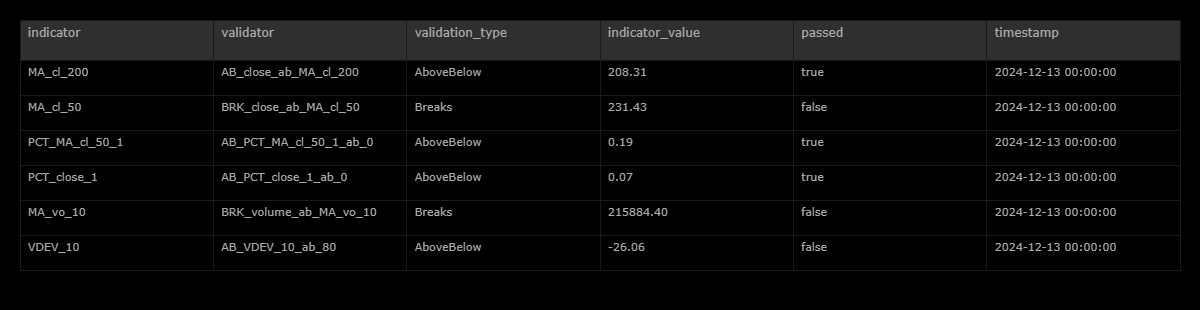 indicator validator validation_type indicator_value passed timestamp
MA_cl_200 AB_close_ab_MA_cl_200 AboveBelow 208.31 true 2024-12-13 00:00:00
MA_cl_50 BRK_close_ab_MA_cl_50 Breaks 231.43 false 2024-12-13 00:00:00
PCT_MA_cl_50_1 AB_PCT_MA_cl_50_1_ab_0 AboveBelow 0.19 true 2024-12-13 00:00:00
PCT_close_1 AB_PCT_close_1_ab_0 AboveBelow 0.07 true 2024-12-13 00:00:00
MA_vo_10 BRK_volume_ab_MA_vo_10 Breaks 215884.40 false 2024-12-13 00:00:00
VDEV_10 AB_VDEV_10_ab_80 AboveBelow -26.06 false 2024-12-13 00:00:00